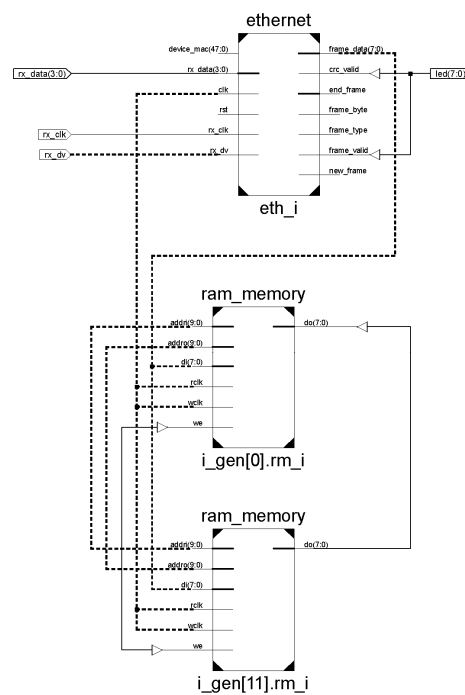 ethernet
device_mac(47:0)
frame_data(7:0)
rx_data(3:0)
rx_data(3:0)
crc_valid
led(7:0)
clk
end_frame
rst
frame_byte
rx_clk
rx_clk
frame_type
rx_dv
rx_dv
frame_valid
new_frame
eth_i
ram_memory
addri(9:0)
do(7:0)
addro(9:0)
di(7:0)
rclk
wclk
we
i_gen[0].rm_i
ram_memory
addri(9:0)
do(7:0)
addro(9:0)
di(7:0)
rclk
wclk
we
i_gen[11].rm_i